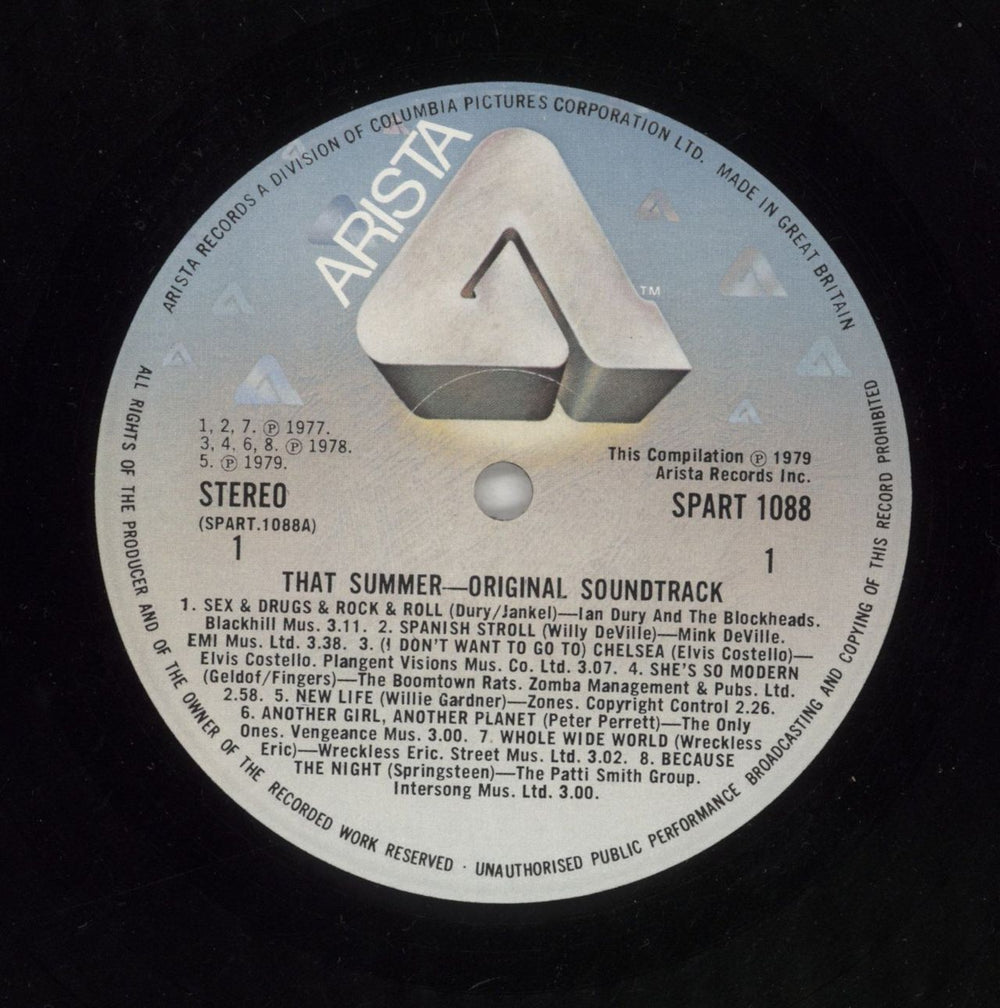 ARISTA RECORDS A DIVISION OF COLUMBIA PICTURES CORPORATION LTD. MADE IN GREAT BRITAIN
ARISTA
TM
1, 2, 7. ℗ 1977.
3, 4, 6, 8. ℗ 1978.
5. ℗ 1979.
This Compilation ℗ 1979
Arista Records Inc.
STEREO
SPART 1088
(SPART.1088A)
1
1
THAT SUMMER—ORIGINAL SOUNDTRACK
1. SEX & DRUGS & ROCK & ROLL (Dury/Jankel)—Ian Dury And The Blockheads.
Blackhill Mus. 3.11. 2. SPANISH STROLL (Willy DeVille)—Mink DeVille.
EMI Mus. Ltd. 3.38. 3. (I DON'T WANT TO GO TO) CHELSEA (Elvis Costello)—
Elvis Costello. Plangent Visions Mus. Co. Ltd. 3.07. 4. SHE'S SO MODERN
(Geldof/Fingers)—The Boomtown Rats. Zomba Management & Pubs. Ltd.
2.58. 5. NEW LIFE (Willie Gardner)—Zones. Copyright Control 2.26.
6. ANOTHER GIRL, ANOTHER PLANET (Peter Perrett)—The Only
Ones. Vengeance Mus. 3.00. 7. WHOLE WIDE WORLD (Wreckless
Eric)—Wreckless Eric. Street Mus. Ltd. 3.02. 8. BECAUSE
THE NIGHT (Springsteen)—The Patti Smith Group.
Intersong Mus. Ltd. 3.00.
ALL RIGHTS OF THE PRODUCER AND OF THE OWNER OF THE RECORDED WORK RESERVED · UNAUTHORISED PUBLIC PERFORMANCE BROADCASTING AND COPYING OF THIS RECORD PROHIBITED